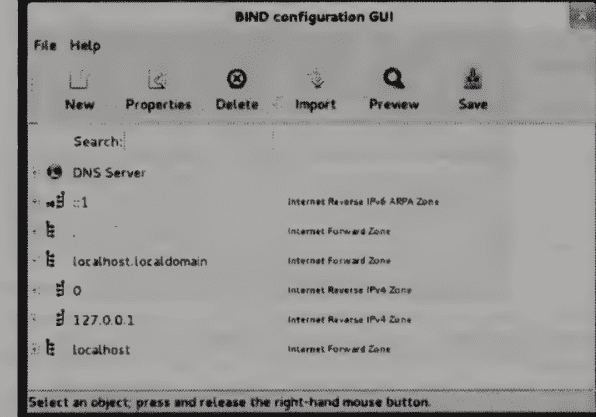 BIND configuration GUI
File Help
New Properties Delete Import Preview Save
Search:
DNS Server
::1 Internet Reverse IPv6 ARPA Zone
. Internet Forward Zone
localhost.localdomain Internet Forward Zone
0 Internet Reverse IPv4 Zone
127.0.0.1 Internet Reverse IPv4 Zone
localhost Internet Forward Zone
Select an object; press and release the right-hand mouse button.